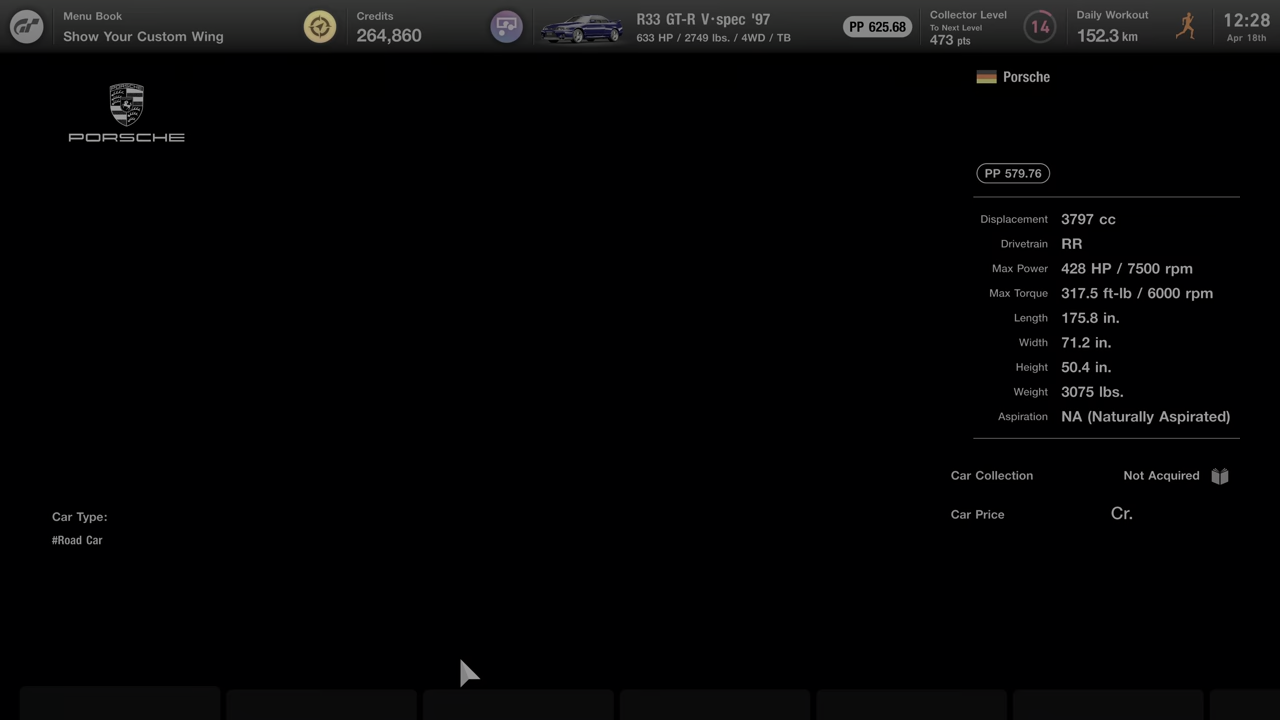 Menu Book
Show Your Custom Wing
Credits
264,860
R33 GT-R V·spec '97
633 HP / 2749 lbs. / 4WD / TB
PP 625.68
Collector Level
To Next Level
473 pts
14
Daily Workout
152.3 km
12:28
Apr 18th
PORSCHE
Porsche
PP 579.76
Displacement 3797 cc
Drivetrain RR
Max Power 428 HP / 7500 rpm
Max Torque 317.5 ft-lb / 6000 rpm
Length 175.8 in.
Width 71.2 in.
Height 50.4 in.
Weight 3075 lbs.
Aspiration NA (Naturally Aspirated)
Car Collection Not Acquired
Car Price Cr.
Car Type:
#Road Car